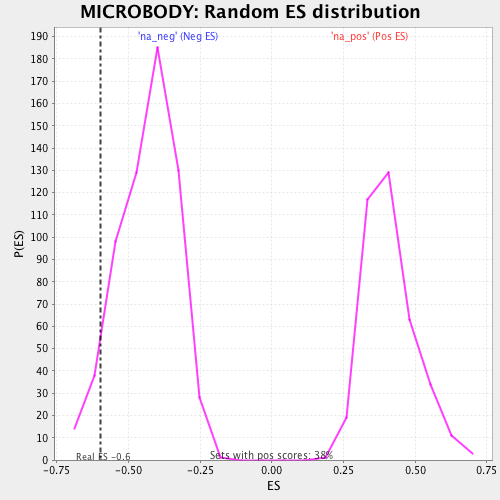 MICROBODY: Random ES distribution
'na_neg' (Neg ES)
'na_pos' (Pos ES)
190
180
170
160
150
140
130
120
110
100
90
80
70
60
50
40
30
20
10
0
P(ES)
Real ES -0.6
Sets with pos scores: 38%
-0.75 -0.50 -0.25 0.00 0.25 0.50 0.75
ES